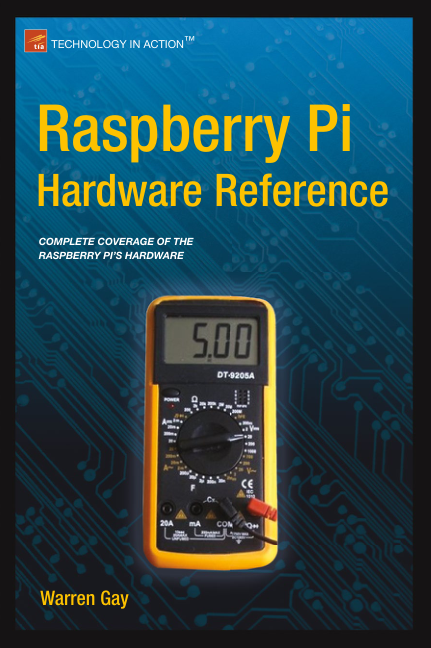 tia
TECHNOLOGY IN ACTION™
Raspberry Pi
Hardware Reference
COMPLETE COVERAGE OF THE
RASPBERRY PI'S HARDWARE
5.00
DT-9205A
POWER
Ω
F
20A
mA
COM
Warren Gay